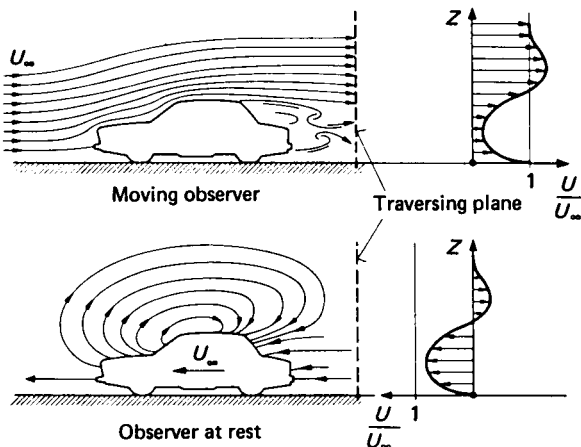 U∞
Z
Moving observer
Traversing plane
1
U
U∞
Z
U∞
Observer at rest
U
U∞
1